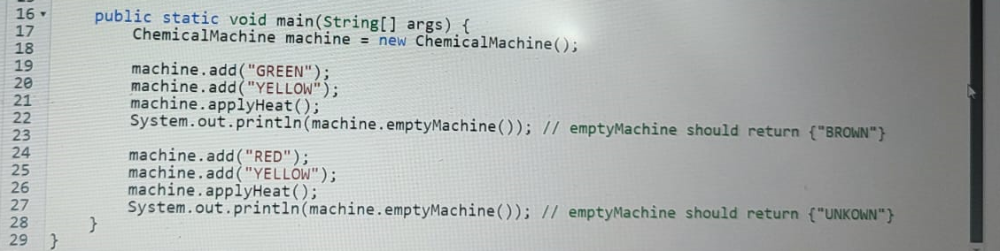 16 public static void main(String[] args) {
17 ChemicalMachine machine = new ChemicalMachine();
18
19 machine.add("GREEN");
20 machine.add("YELLOW");
21 machine.applyHeat();
22 System.out.println(machine.emptyMachine()); // emptyMachine should return {"BROWN"}
23
24 machine.add("RED");
25 machine.add("YELLOW");
26 machine.applyHeat();
27 System.out.println(machine.emptyMachine()); // emptyMachine should return {"UNKOWN"}
28 }
29 }